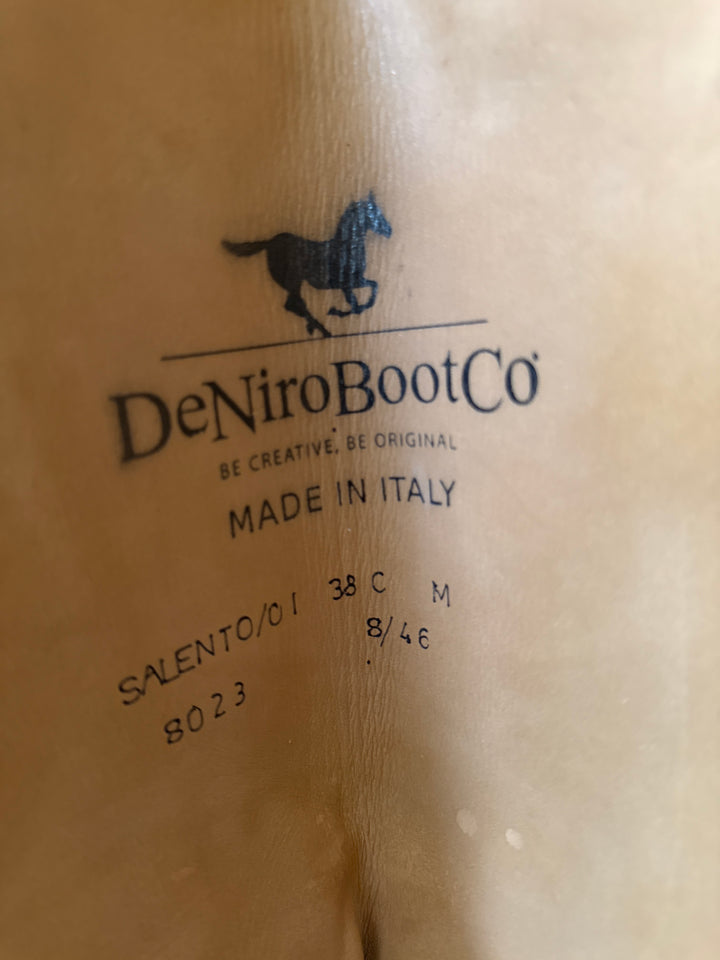 DeNiroBootCo
BE CREATIVE, BE ORIGINAL
MADE IN ITALY
SALENTO/01 38 C M
8023 8/46